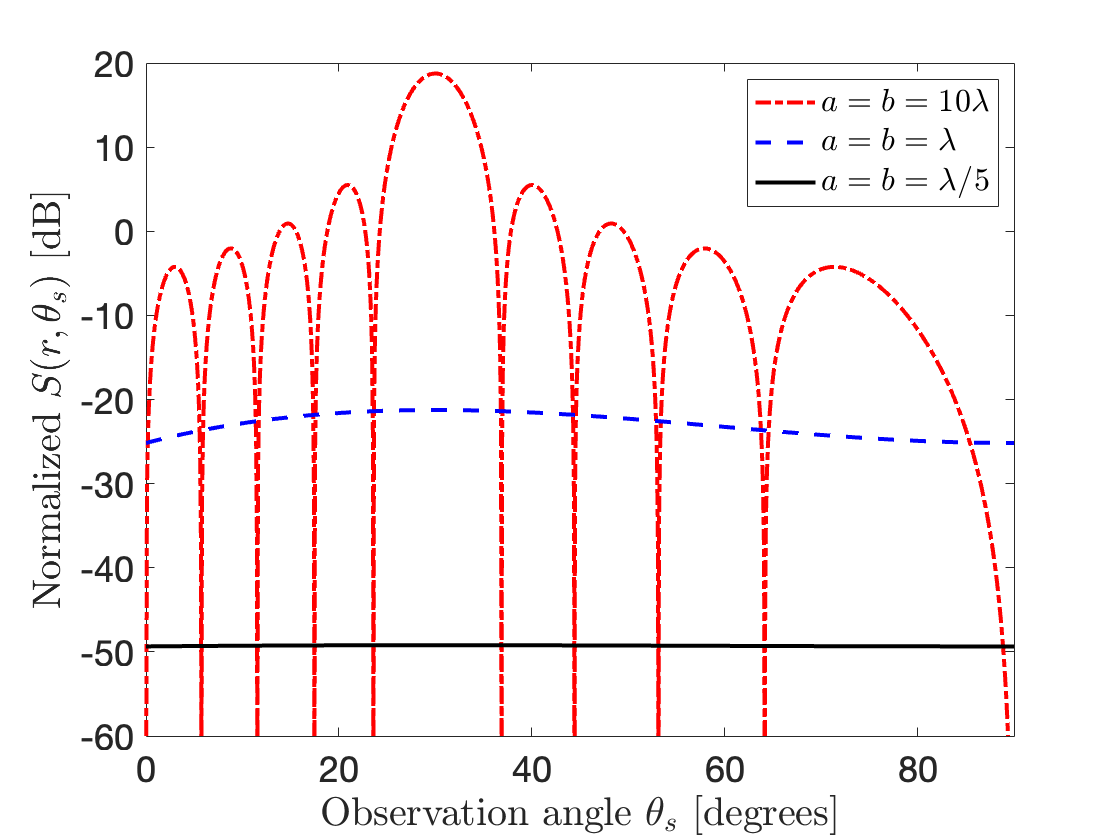 20
10
0
-10
-20
-30
-40
-50
-60
0 20 40 60 80
Normalized S(r, θₛ) [dB]
Observation angle θₛ [degrees]
a = b = 10λ
a = b = λ
a = b = λ/5